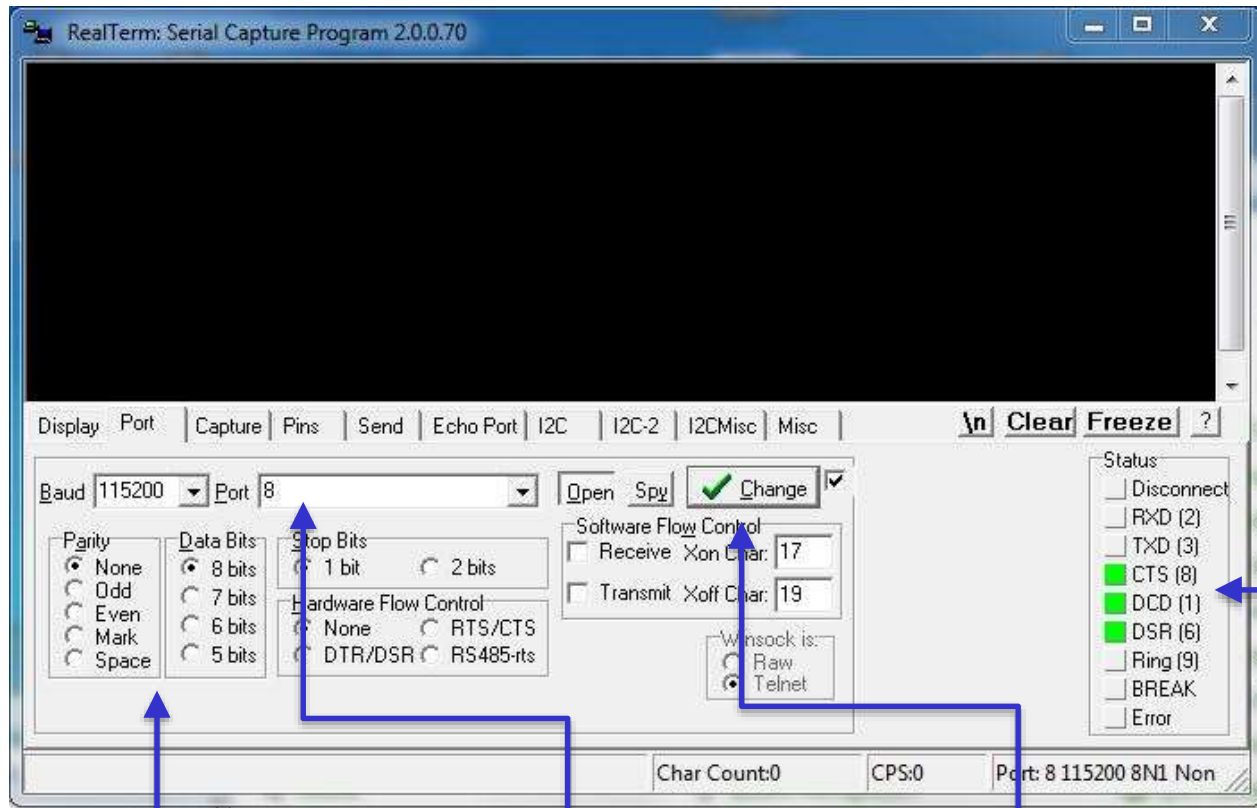 RealTerm: Serial Capture Program 2.0.0.70
Display Port Capture Pins Send Echo Port I2C I2C-2 I2CMisc Misc \n Clear Freeze ?
Baud 115200 Port 8 Open Spy Change
Parity
None
Odd
Even
Mark
Space
Data Bits
8 bits
7 bits
6 bits
5 bits
Stop Bits
1 bit 2 bits
Hardware Flow Control
None RTS/CTS
DTR/DSR RS485-rts
Software Flow Control
Receive Xon Char: 17
Transmit Xoff Char: 19
Winsock is:
Raw
Telnet
Status
Disconnect
RXD (2)
TXD (3)
CTS (8)
DCD (1)
DSR (6)
Ring (9)
BREAK
Error
Char Count:0 CPS:0 Port: 8 115200 8N1 Non